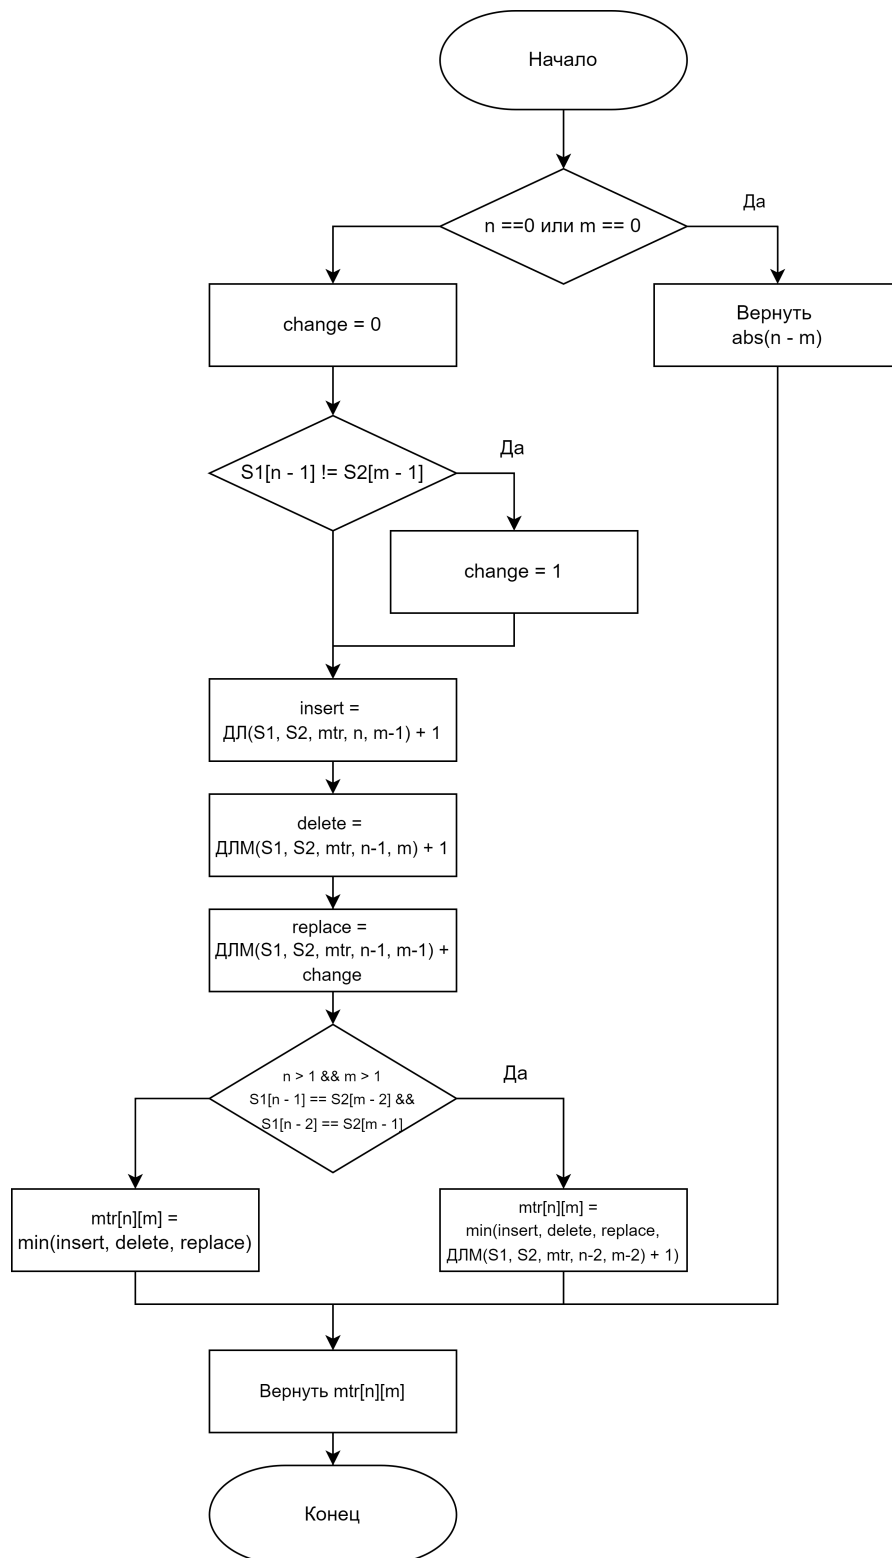 Начало
n ==0 или m == 0
Да
change = 0
Вернуть
abs(n - m)
S1[n - 1] != S2[m - 1]
Да
change = 1
insert =
ДЛ(S1, S2, mtr, n, m-1) + 1
delete =
ДЛМ(S1, S2, mtr, n-1, m) + 1
replace =
ДЛМ(S1, S2, mtr, n-1, m-1) +
change
n > 1 && m > 1
S1[n - 1] == S2[m - 2] &&
S1[n - 2] == S2[m - 1]
Да
mtr[n][m] =
min(insert, delete, replace)
mtr[n][m] =
min(insert, delete, replace,
ДЛМ(S1, S2, mtr, n-2, m-2) + 1)
Вернуть mtr[n][m]
Конец